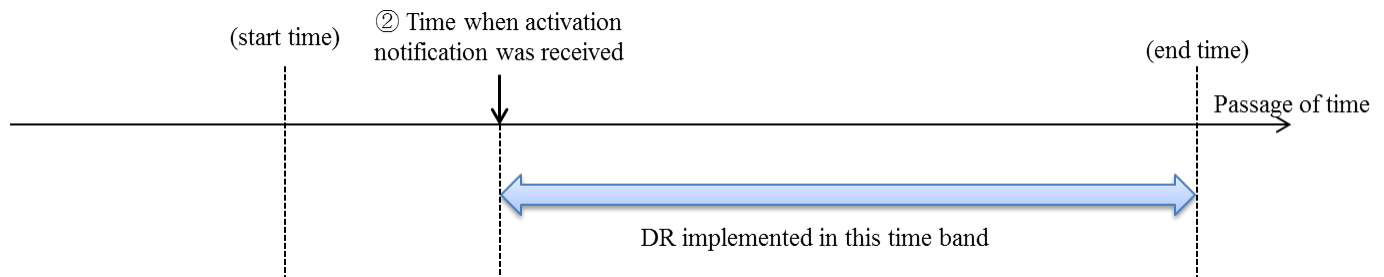 (start time)
② Time when activation
notification was received
(end time)
Passage of time
DR implemented in this time band